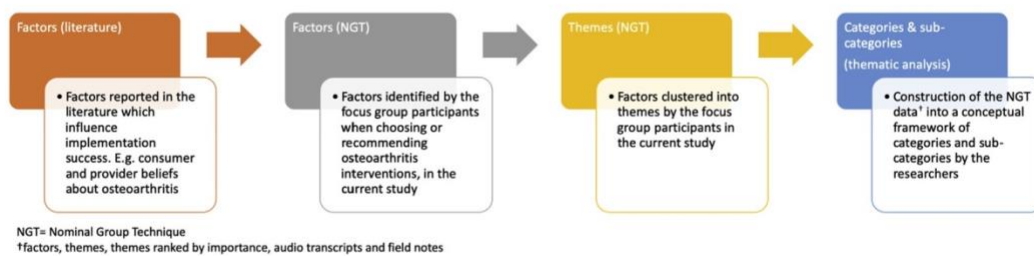 Factors (literature)
• Factors reported in the
literature which
influence
implementation
success. E.g. consumer
and provider beliefs
about osteoarthritis
Factors (NGT)
• Factors identified by the
focus group participants
when choosing or
recommending
osteoarthritis
interventions, in the
current study
Themes (NGT)
• Factors clustered into
themes by the focus
group participants in
the current study
Categories & sub-
categories
(thematic analysis)
• Construction of the NGT
data† into a conceptual
framework of
categories and sub-
categories by the
researchers
NGT= Nominal Group Technique
†factors, themes, themes ranked by importance, audio transcripts and field notes